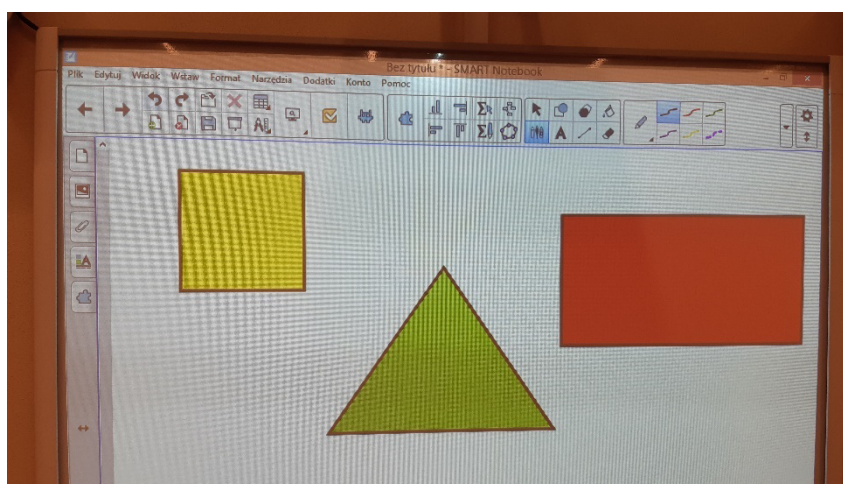 Bez tytułu * - SMART Notebook
Plik Edytuj Widok Wstaw Format Narzędzia Dodatki Konto Pomoc